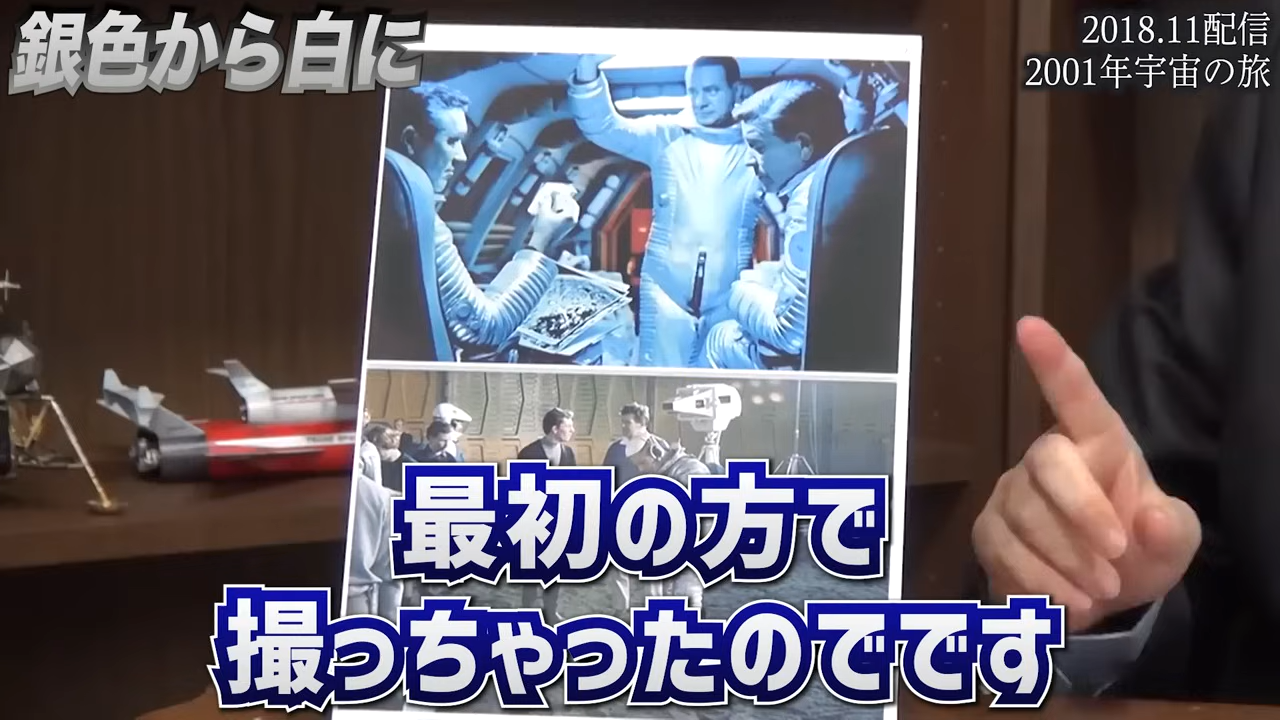 銀色から白に
2018.11配信
2001年宇宙の旅
最初の方で
撮っちゃったのでです